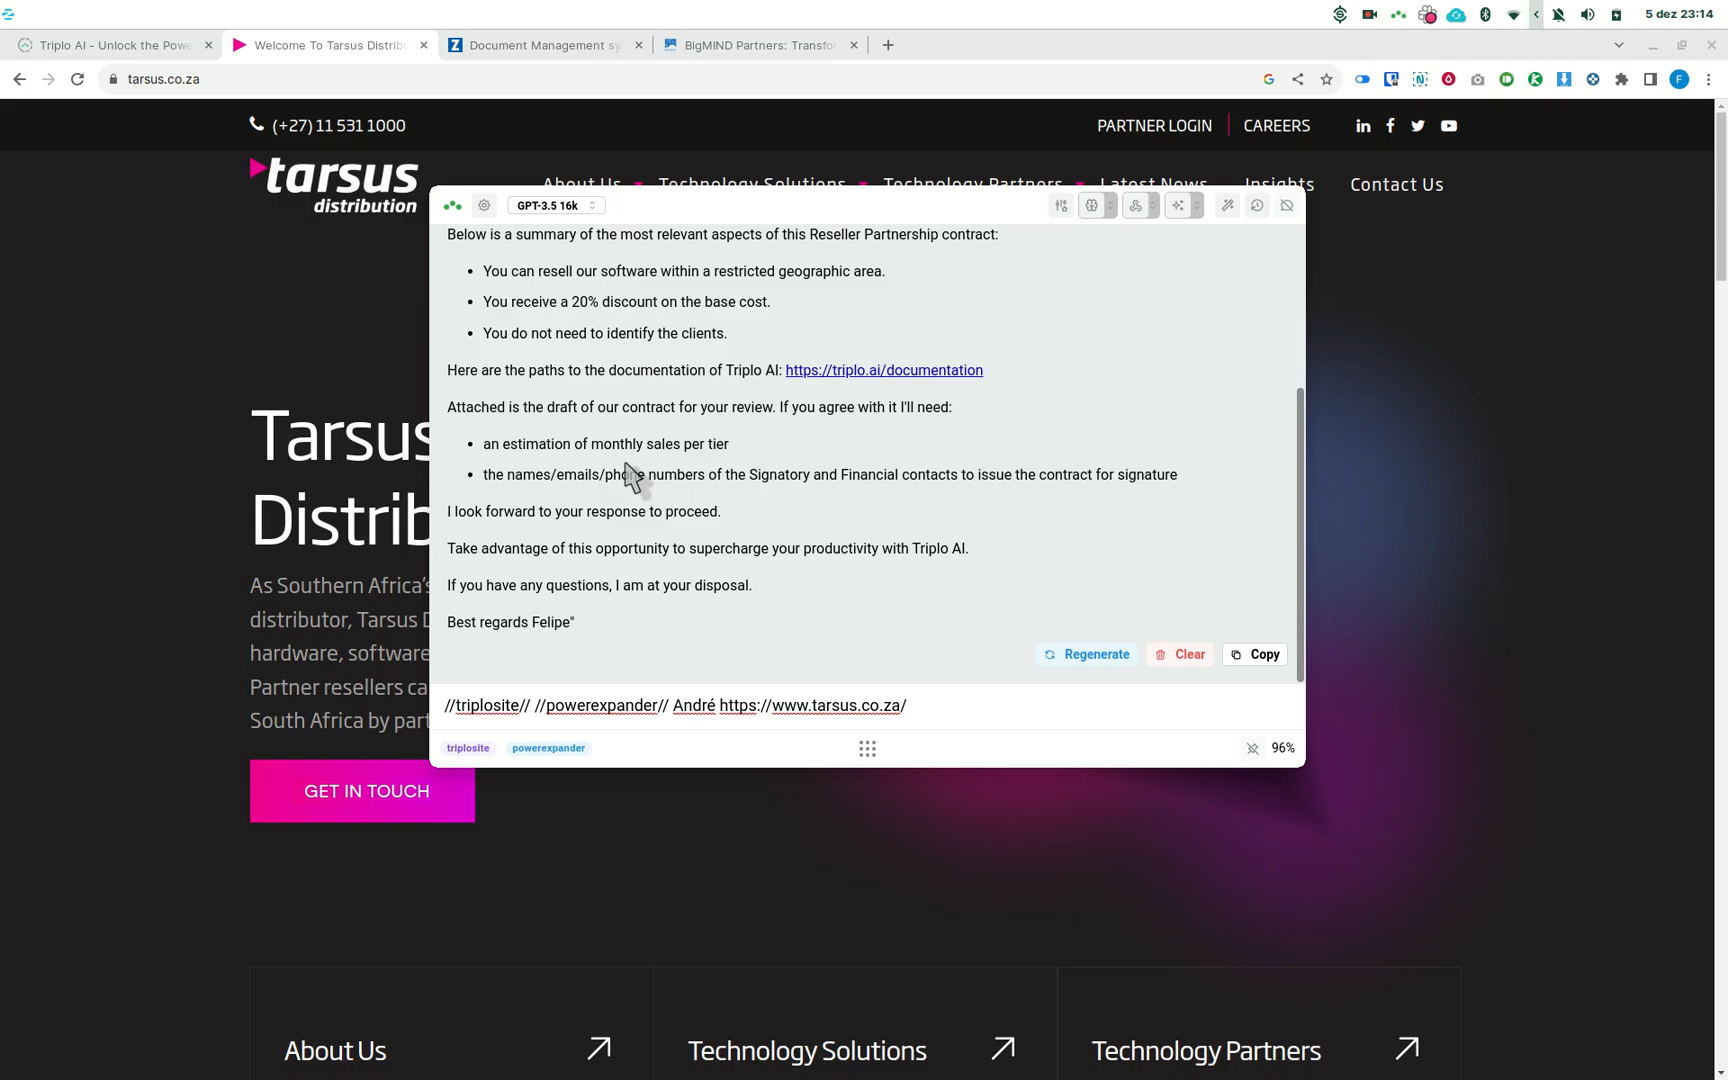 5 dez 23:14
Triplo AI - Unlock the Powe
Welcome To Tarsus Distribu
Document Management sy
BigMIND Partners: Transfor
tarsus.co.za
F
(+27) 11 531 1000
PARTNER LOGIN
CAREERS
tarsus
distribution
About Us
Technology Solutions
Technology Partners
Latest News
Insights
Contact Us
GPT-3.5 16k
Below is a summary of the most relevant aspects of this Reseller Partnership contract:
• You can resell our software within a restricted geographic area.
• You receive a 20% discount on the base cost.
• You do not need to identify the clients.
Here are the paths to the documentation of Triplo AI: https://triplo.ai/documentation
Attached is the draft of our contract for your review. If you agree with it I'll need:
• an estimation of monthly sales per tier
• the names/emails/phone numbers of the Signatory and Financial contacts to issue the contract for signature
I look forward to your response to proceed.
Take advantage of this opportunity to supercharge your productivity with Triplo AI.
If you have any questions, I am at your disposal.
Best regards Felipe"
Regenerate
Clear
Copy
//triplosite// //powerexpander// André https://www.tarsus.co.za/
triplosite
powerexpander
96%
Tarsus
Distrib
As Southern Africa's
distributor, Tarsus D
hardware, software
Partner resellers ca
South Africa by part
GET IN TOUCH
About Us
Technology Solutions
Technology Partners